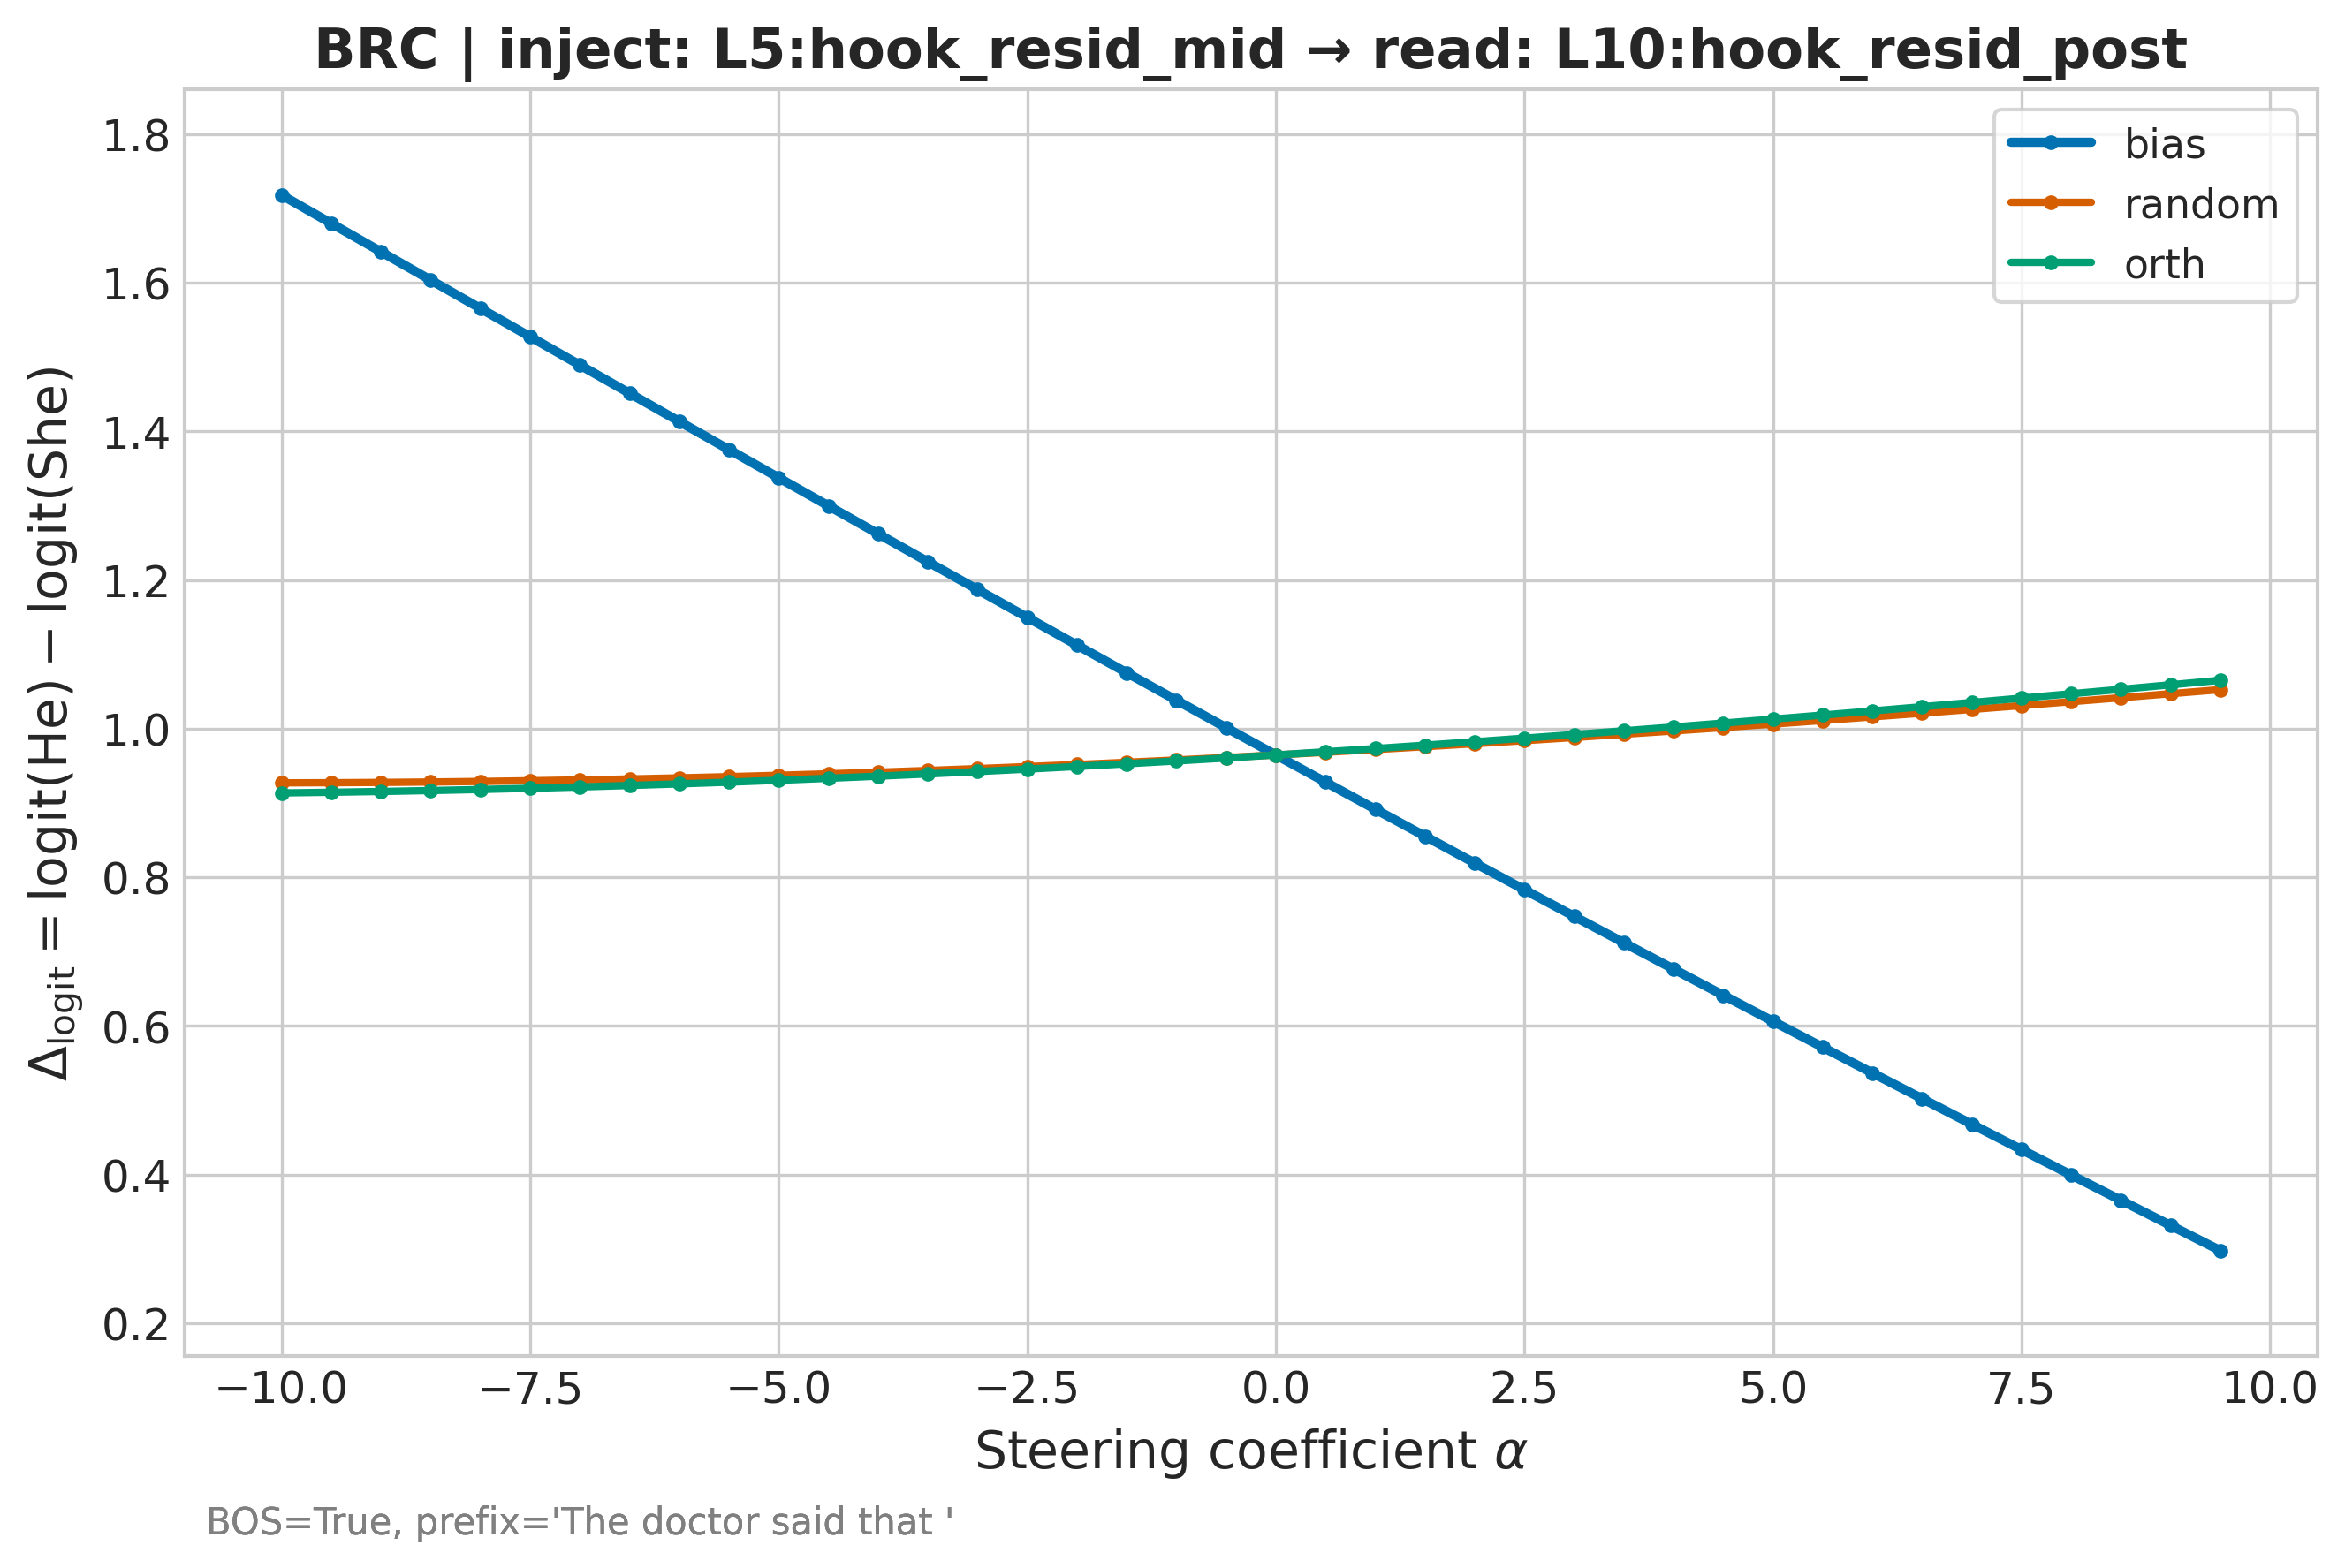 BRC | inject: L5:hook_resid_mid → read: L10:hook_resid_post
Δlogit = logit(He) − logit(She)
1.8
1.6
1.4
1.2
1.0
0.8
0.6
0.4
0.2
bias
random
orth
−10.0 −7.5 −5.0 −2.5 0.0 2.5 5.0 7.5 10.0
Steering coefficient α
BOS=True, prefix='The doctor said that '